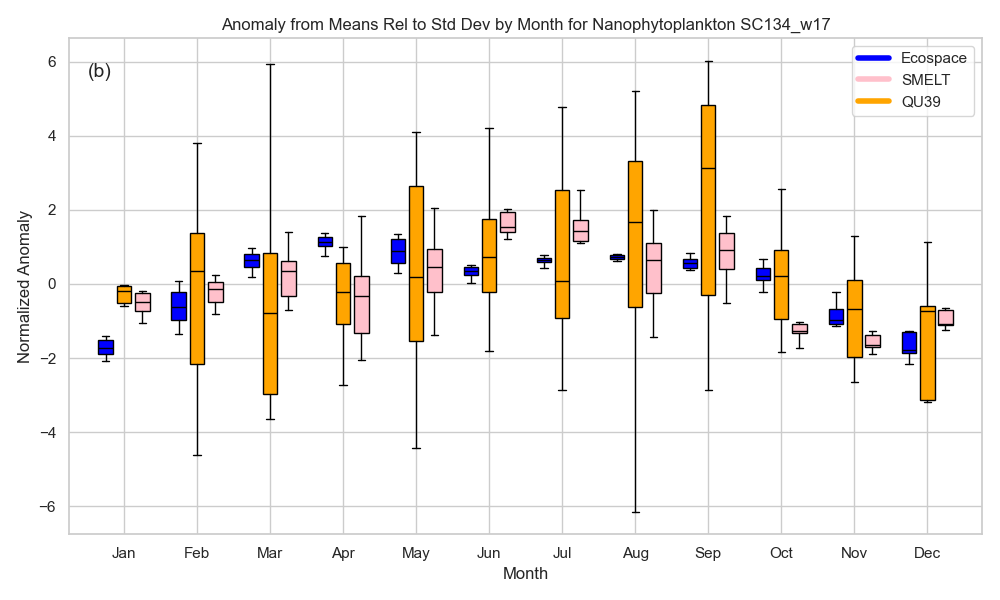 Anomaly from Means Rel to Std Dev by Month for Nanophytoplankton SC134_w17
(b)
Ecospace
SMELT
QU39
Normalized Anomaly
6
4
2
0
−2
−4
−6
Jan Feb Mar Apr May Jun Jul Aug Sep Oct Nov Dec
Month